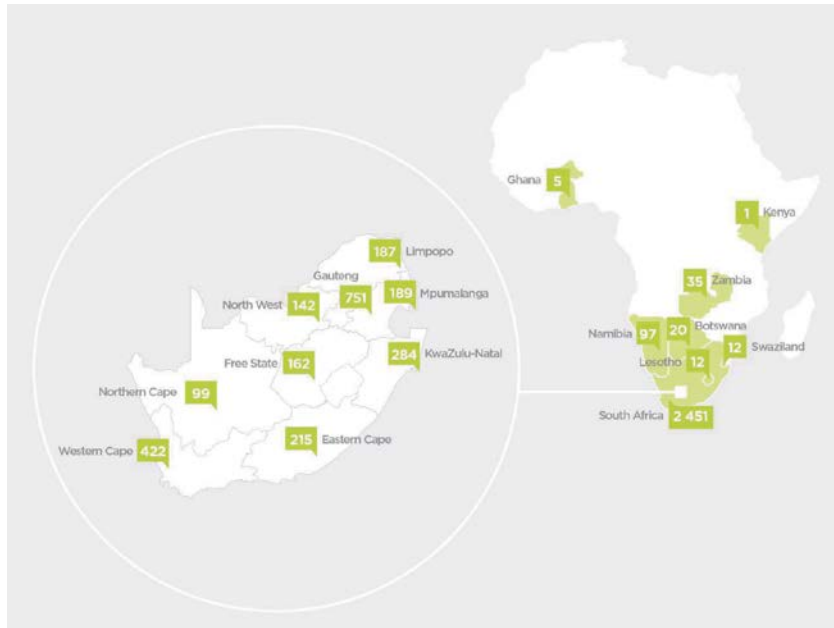 Ghana 5
1 Kenya
35 Zambia
Namibia 97
20 Botswana
12 Swaziland
Lesotho 12
South Africa 2 451
187 Limpopo
Gauteng
751
189 Mpumalanga
North West 142
Free State 162
284 KwaZulu-Natal
Northern Cape 99
215 Eastern Cape
Western Cape 422